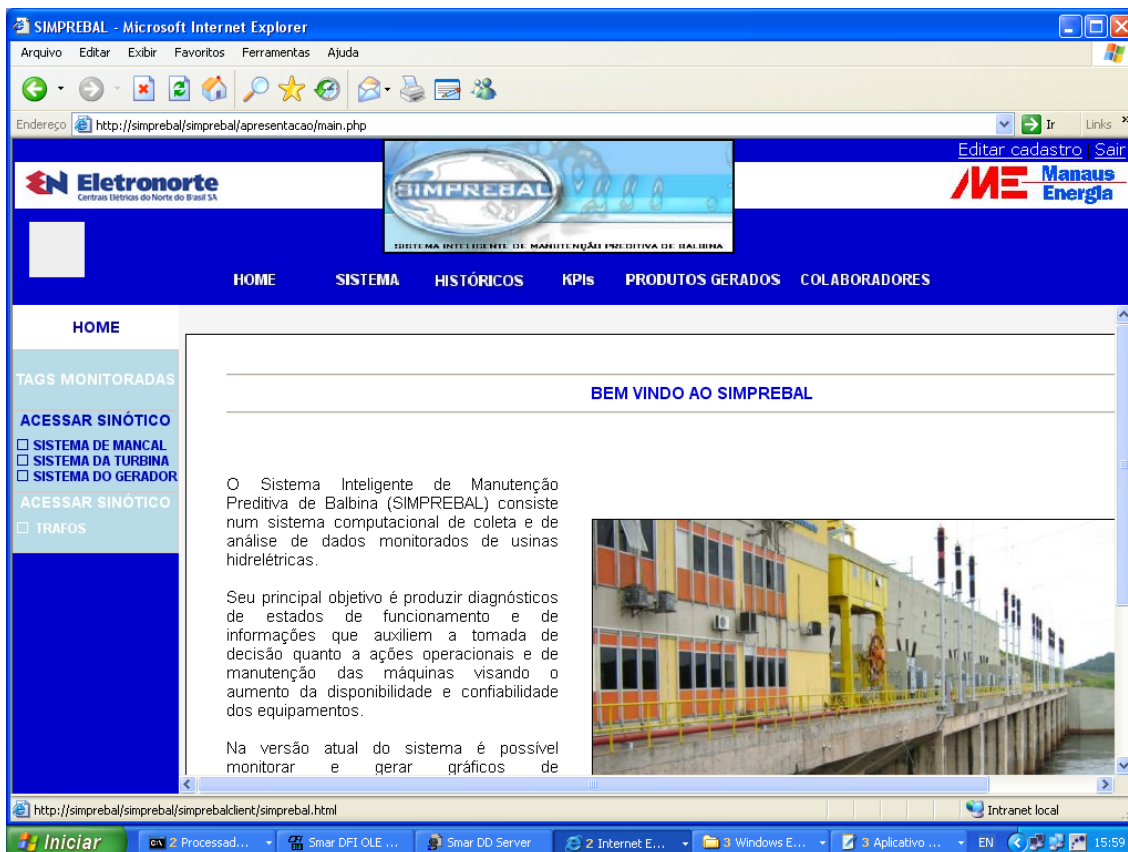 SIMPREBAL - Microsoft Internet Explorer
Arquivo Editar Exibir Favoritos Ferramentas Ajuda
Endereço http://simprebal/simprebal/apresentacao/main.php Ir Links
Editar cadastro | Sair
Eletronorte
Centrais Elétricas do Norte do Brasil SA
SIMPREBAL
SISTEMA INTELIGENTE DE MANUTENÇÃO PREDITIVA DE BALBINA
ME Manaus
Energia
HOME SISTEMA HISTÓRICOS KPIs PRODUTOS GERADOS COLABORADORES
HOME
TAGS MONITORADAS
ACESSAR SINÓTICO
SISTEMA DE MANCAL
SISTEMA DA TURBINA
SISTEMA DO GERADOR
ACESSAR SINÓTICO
TRAFOS
BEM VINDO AO SIMPREBAL
O Sistema Inteligente de Manutenção
Preditiva de Balbina (SIMPREBAL) consiste
num sistema computacional de coleta e de
análise de dados monitorados de usinas
hidrelétricas.
Seu principal objetivo é produzir diagnósticos
de estados de funcionamento e de
informações que auxiliem a tomada de
decisão quanto a ações operacionais e de
manutenção das máquinas visando o
aumento da disponibilidade e confiabilidade
dos equipamentos.
Na versão atual do sistema é possível
monitorar e gerar gráficos de
http://simprebal/simprebal/simprebalclient/simprebal.html Intranet local
Iniciar 2 Processad... Smar DFI OLE ... Smar DD Server 2 Internet E... 3 Windows E... 3 Aplicativo ... EN 15:59